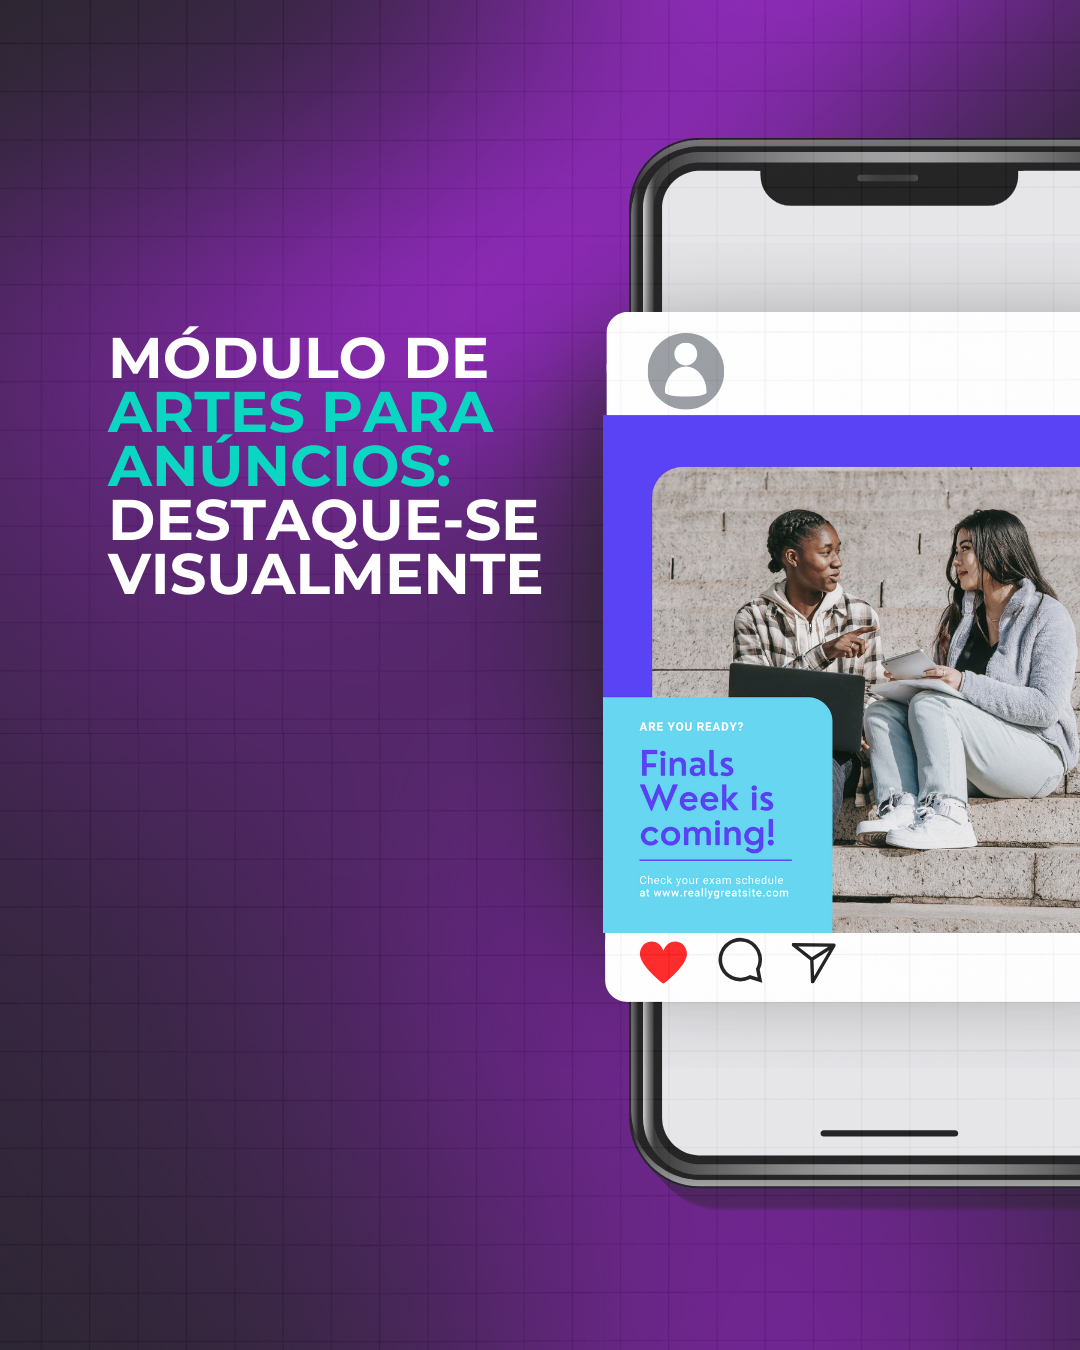 MÓDULO DE
ARTES PARA
ANÚNCIOS:
DESTAQUE-SE
VISUALMENTE
ARE YOU READY?
Finals
Week is
coming!
Check your exam schedule
at www.reallygreatsite.com